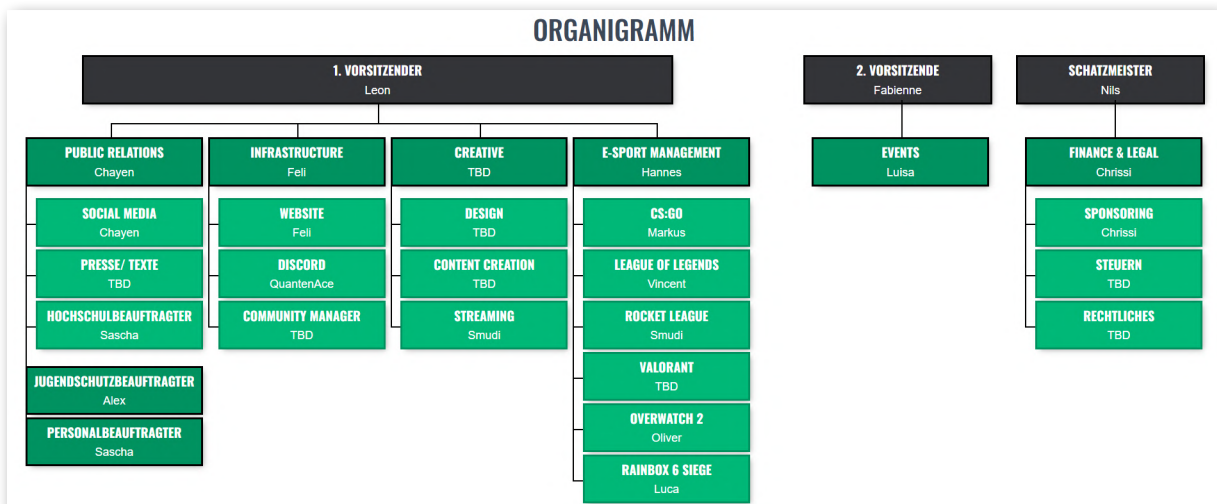 ORGANIGRAMM
1. VORSITZENDER
Leon
2. VORSITZENDE
Fabienne
SCHATZMEISTER
Nils
PUBLIC RELATIONS
Chayen
INFRASTRUCTURE
Feli
CREATIVE
TBD
E-SPORT MANAGEMENT
Hannes
EVENTS
Luisa
FINANCE & LEGAL
Chrissi
SOCIAL MEDIA
Chayen
PRESSE/ TEXTE
TBD
HOCHSCHULBEAUFTRAGTER
Sascha
JUGENDSCHUTZBEAUFTRAGTER
Alex
PERSONALBEAUFTRAGTER
Sascha
WEBSITE
Feli
DISCORD
QuantenAce
COMMUNITY MANAGER
TBD
DESIGN
TBD
CONTENT CREATION
TBD
STREAMING
Smudi
CS:GO
Markus
LEAGUE OF LEGENDS
Vincent
ROCKET LEAGUE
Smudi
VALORANT
TBD
OVERWATCH 2
Oliver
RAINBOX 6 SIEGE
Luca
SPONSORING
Chrissi
STEUERN
TBD
RECHTLICHES
TBD